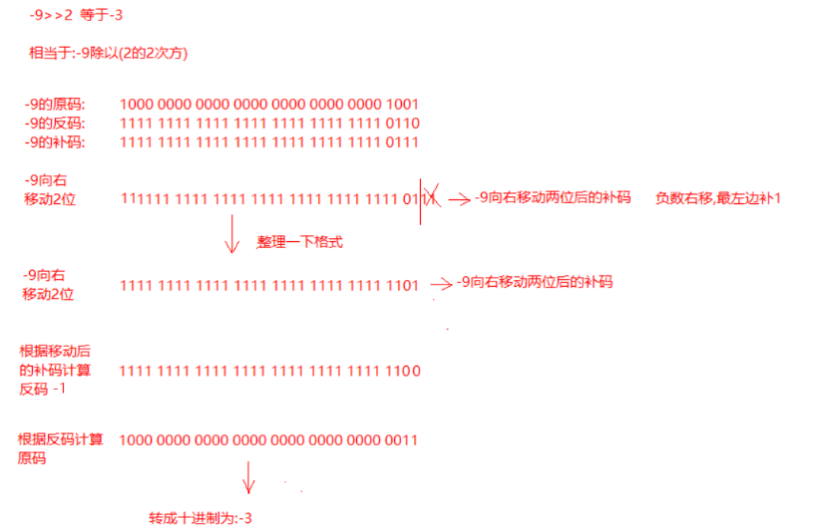 -9>>2 等于-3
相当于:-9除以(2的2次方)
-9的原码: 1000 0000 0000 0000 0000 0000 0000 1001
-9的反码: 1111 1111 1111 1111 1111 1111 1111 0110
-9的补码: 1111 1111 1111 1111 1111 1111 1111 0111
-9向右
移动2位 111111 1111 1111 1111 1111 1111 1111 0111 -9向右移动两位后的补码 负数右移,最左边补1
整理一下格式
-9向右
移动2位 1111 1111 1111 1111 1111 1111 1111 1101 -9向右移动两位后的补码
根据移动后
的补码计算 1111 1111 1111 1111 1111 1111 1111 1100
反码 -1
根据反码计算 1000 0000 0000 0000 0000 0000 0000 0011
原码
转成十进制为:-3